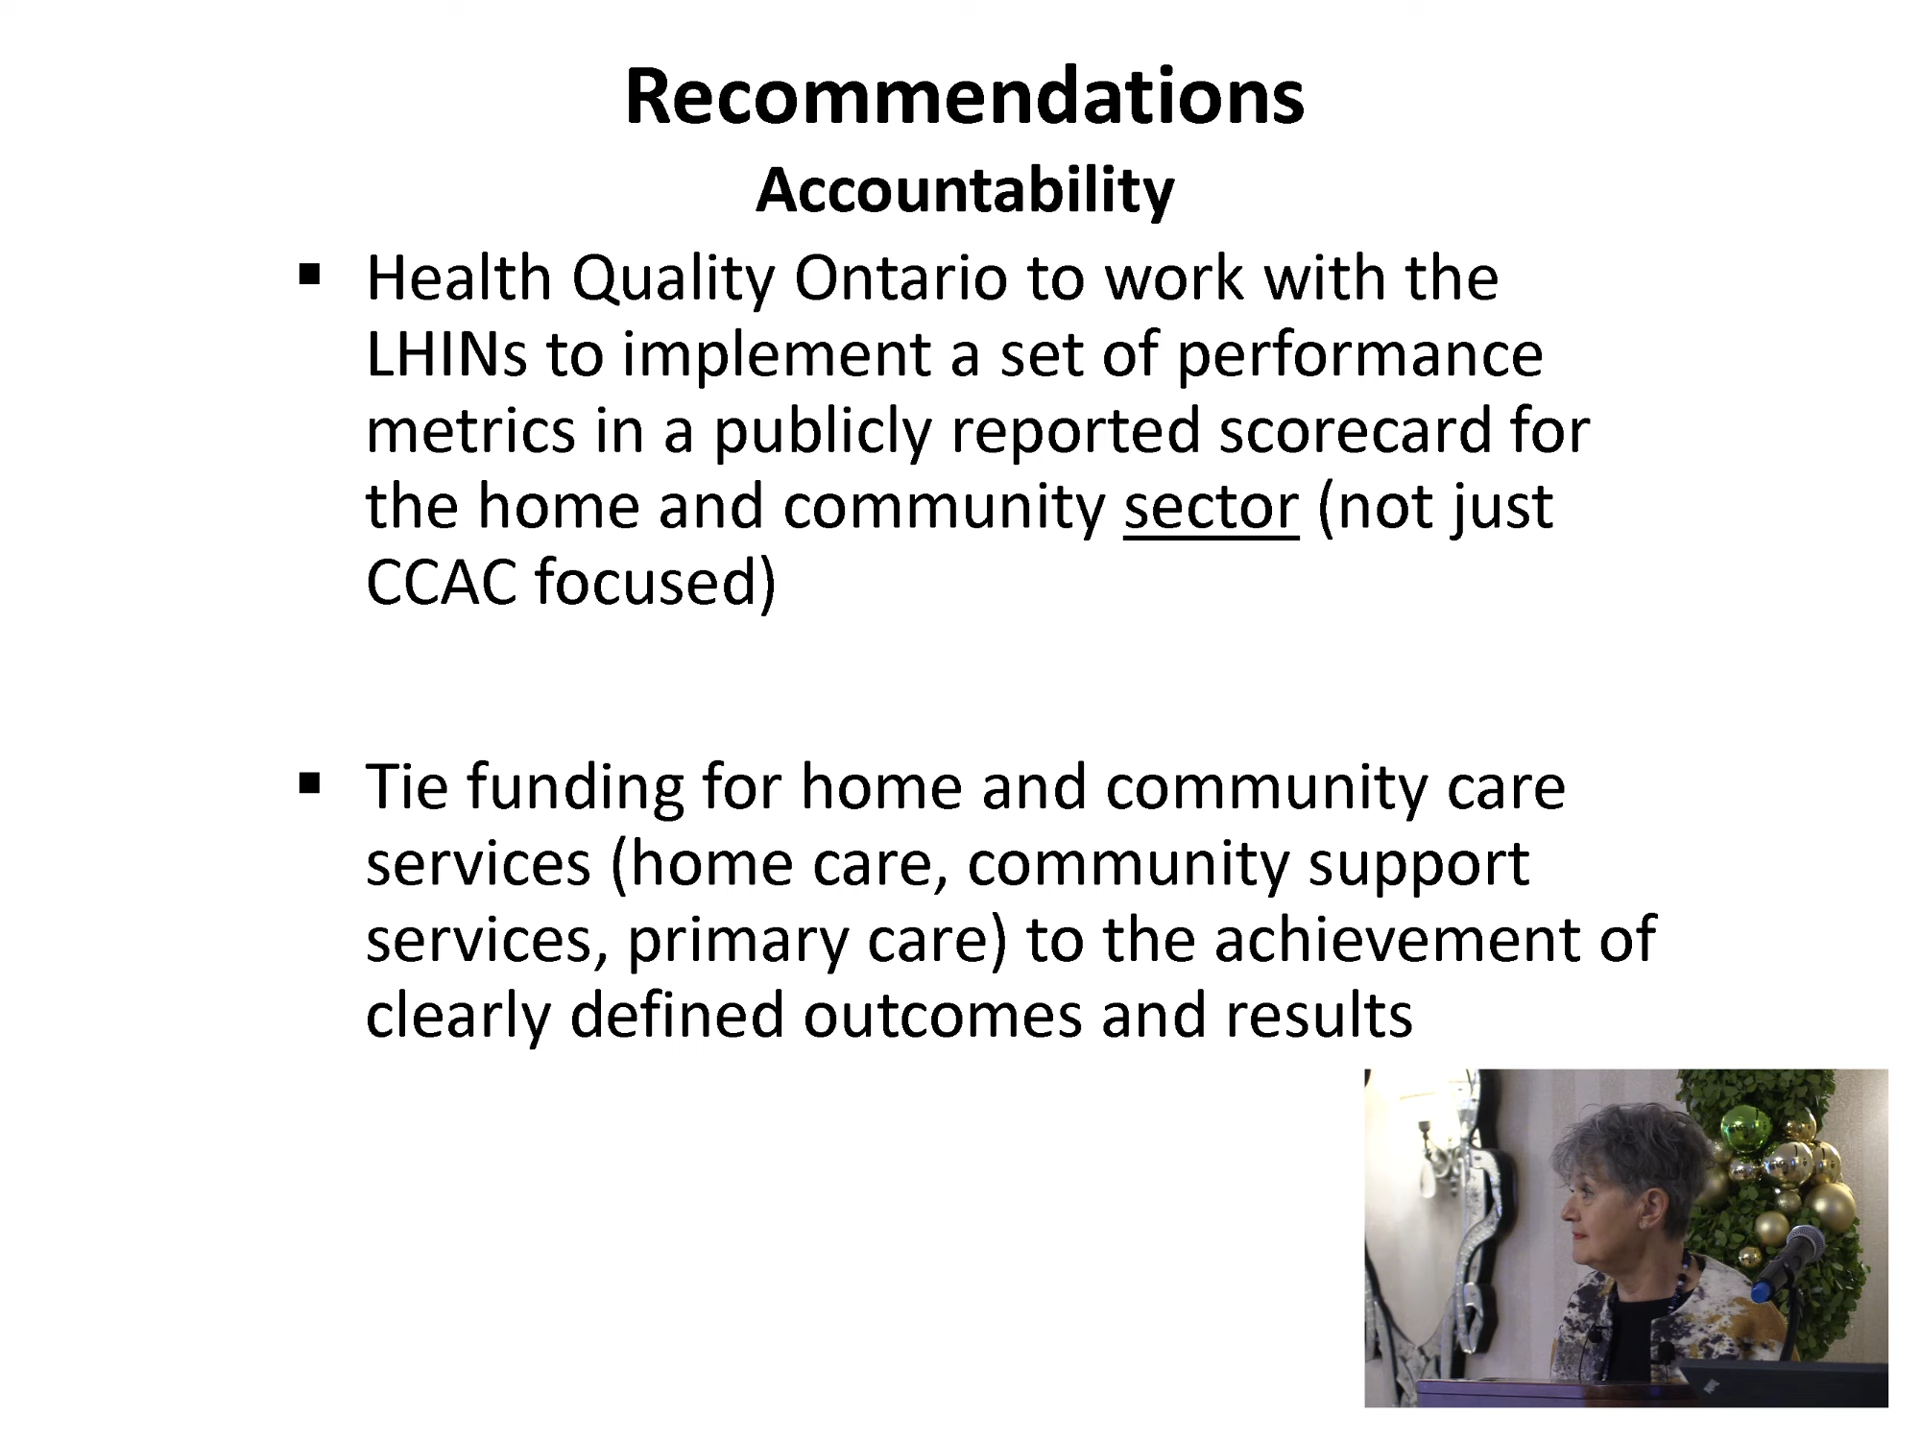 Recommendations
Accountability
▪ Health Quality Ontario to work with the
LHINs to implement a set of performance
metrics in a publicly reported scorecard for
the home and community sector (not just
CCAC focused)
▪ Tie funding for home and community care
services (home care, community support
services, primary care) to the achievement of
clearly defined outcomes and results